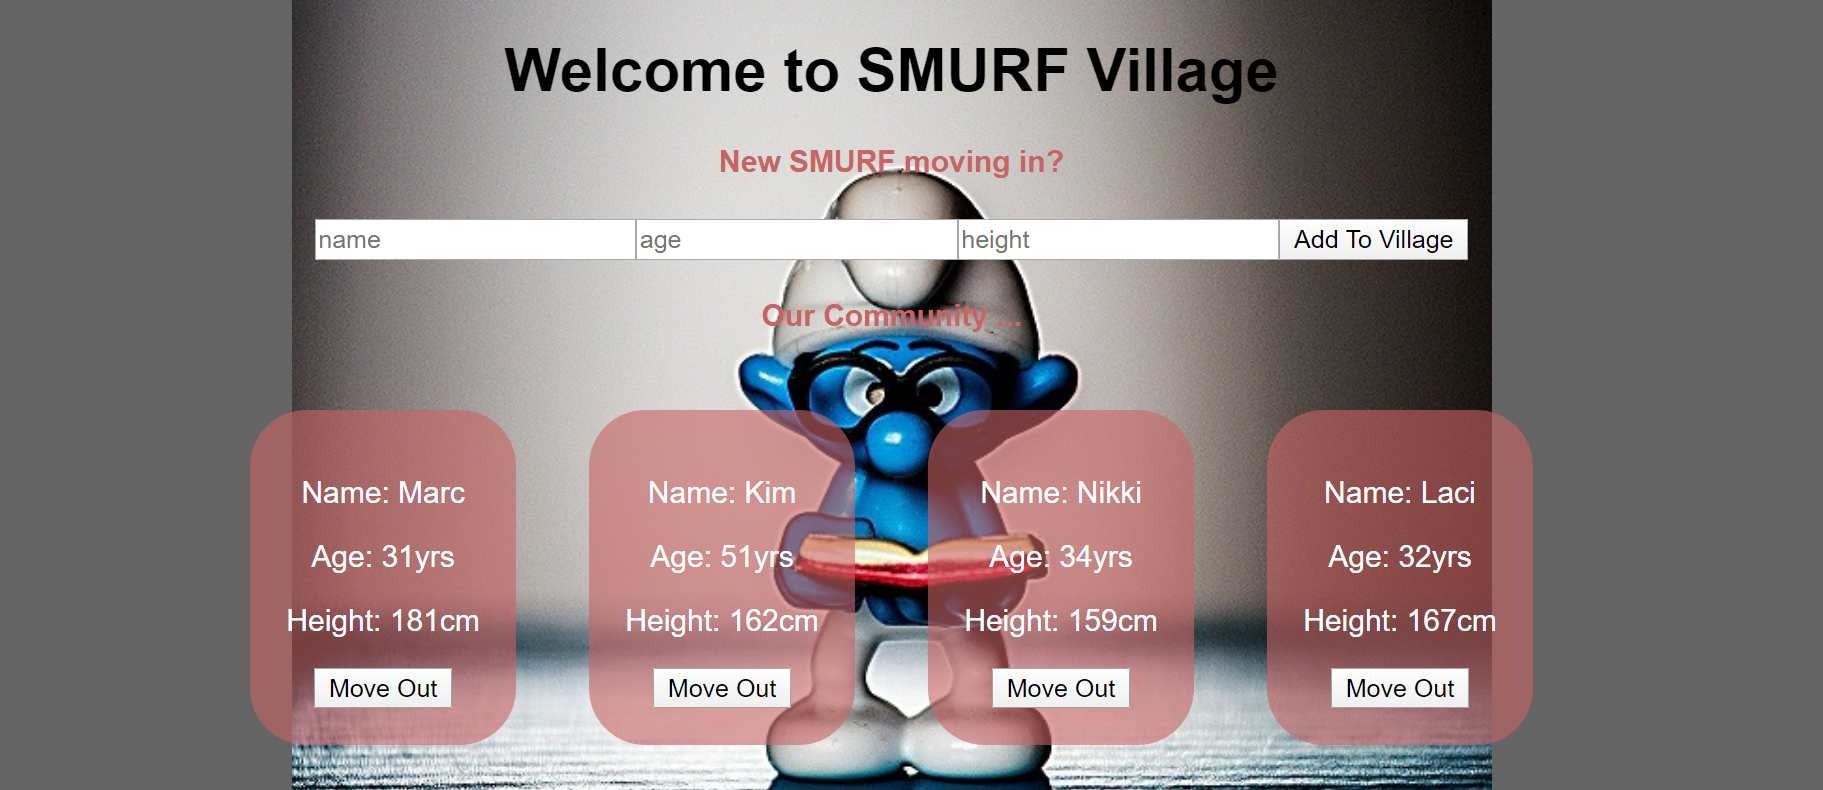 Welcome to SMURF Village
New SMURF moving in?
name age height Add To Village
Our Community ...
Name: Marc Name: Kim Name: Nikki Name: Laci
Age: 31yrs Age: 51yrs Age: 34yrs Age: 32yrs
Height: 181cm Height: 162cm Height: 159cm Height: 167cm
Move Out Move Out Move Out Move Out